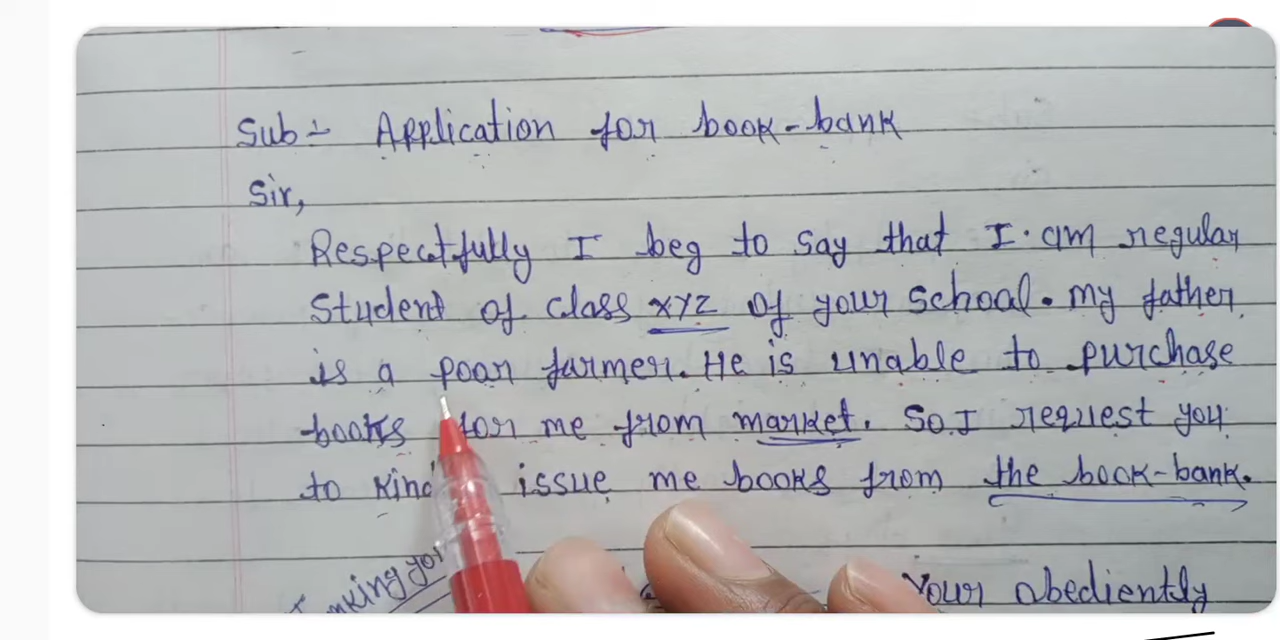 Sub:- Application for book-bank
Sir,
Respectfully I beg to say that I am regular
Student of class XYZ of your School. My father
is a poor farmer. He is unable to purchase
books for me from market. So I request you
to issue me books from the book-bank.
Your obediently